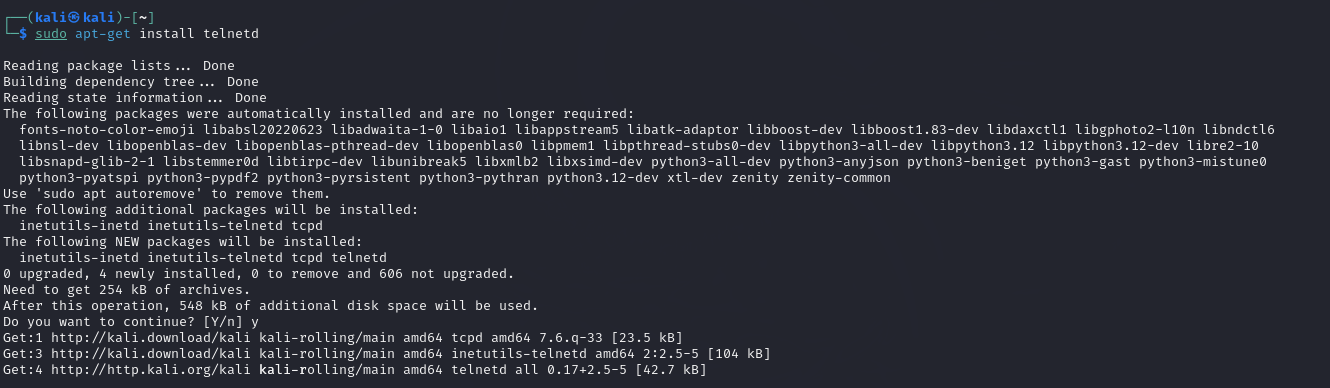 ┌──(kali㉿kali)-[~]
└─$ sudo apt-get install telnetd
Reading package lists... Done
Building dependency tree... Done
Reading state information... Done
The following packages were automatically installed and are no longer required:
fonts-noto-color-emoji libabsl20220623 libadwaita-1-0 libaio1 libappstream5 libatk-adaptor libboost-dev libboost1.83-dev libdaxctl1 libgphoto2-l10n libndctl6
libnsl-dev libopenblas-dev libopenblas-pthread-dev libopenblas0 libpmem1 libpthread-stubs0-dev libpython3-all-dev libpython3.12 libpython3.12-dev libre2-10
libsnapd-glib-2-1 libstemmer0d libtirpc-dev libunibreak5 libxmlb2 libxsimd-dev python3-all-dev python3-anyjson python3-beniget python3-gast python3-mistune0
python3-pyatspi python3-pypdf2 python3-pyrsistent python3-pythran python3.12-dev xtl-dev zenity zenity-common
Use 'sudo apt autoremove' to remove them.
The following additional packages will be installed:
inetutils-inetd inetutils-telnetd tcpd
The following NEW packages will be installed:
inetutils-inetd inetutils-telnetd tcpd telnetd
0 upgraded, 4 newly installed, 0 to remove and 606 not upgraded.
Need to get 254 kB of archives.
After this operation, 548 kB of additional disk space will be used.
Do you want to continue? [Y/n] y
Get:1 http://kali.download/kali kali-rolling/main amd64 tcpd amd64 7.6.q-33 [23.5 kB]
Get:3 http://kali.download/kali kali-rolling/main amd64 inetutils-telnetd amd64 2:2.5-5 [104 kB]
Get:4 http://http.kali.org/kali kali-rolling/main amd64 telnetd all 0.17+2.5-5 [42.7 kB]